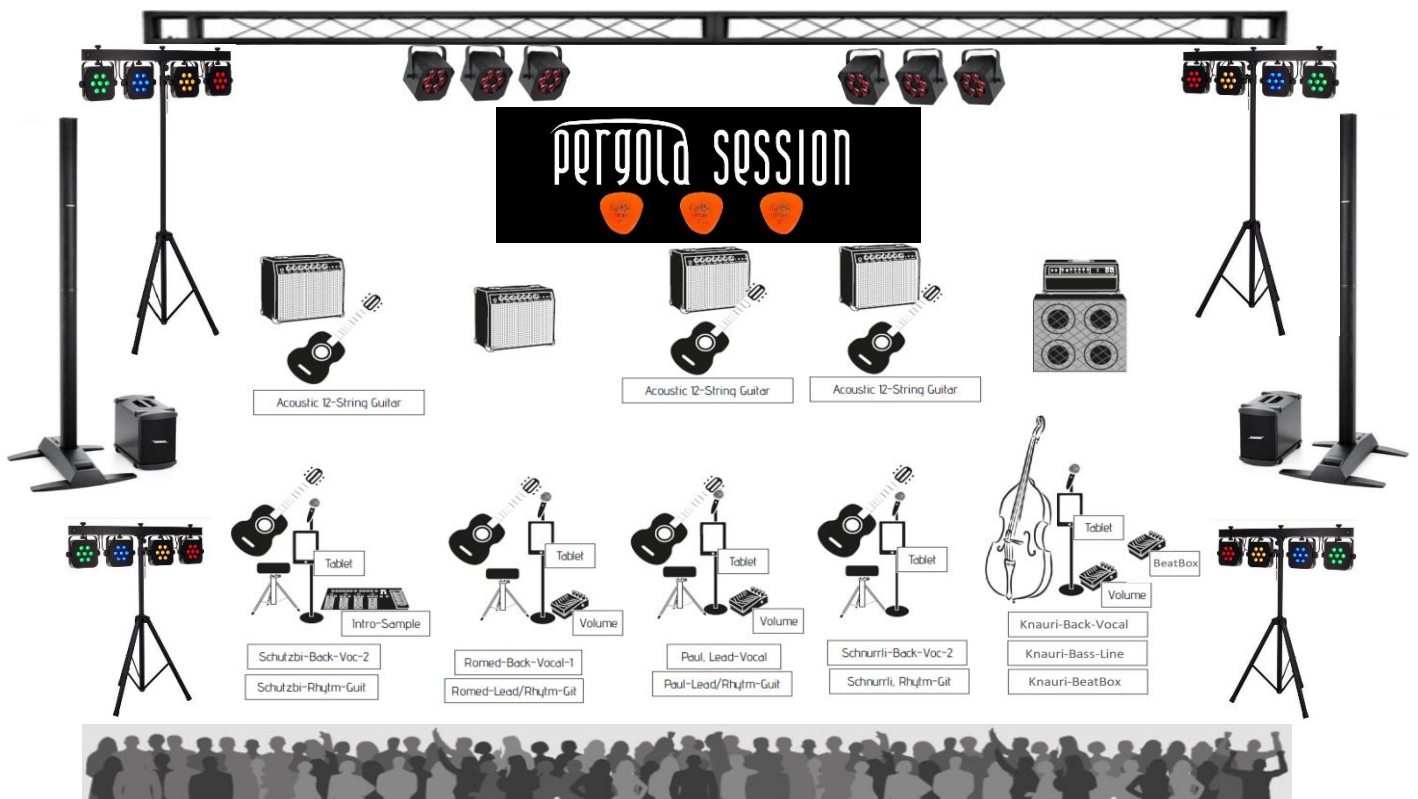 pergola session
Acoustic 12-String Guitar
Acoustic 12-String Guitar
Acoustic 12-String Guitar
Tablet
Intro-Sample
Schutzbi-Back-Voc-2
Schutzbi-Rhytm-Guit
Tablet
Volume
Romed-Back-Vocal-1
Romed-Lead/Rhytm-Git
Tablet
Volume
Paul, Lead-Vocal
Paul-Lead/Rhytm-Guit
Tablet
Schnurrli-Back-Voc-2
Schnurrli, Rhytm-Git
Tablet
BeatBox
Volume
Knauri-Back-Vocal
Knauri-Bass-Line
Knauri-BeatBox